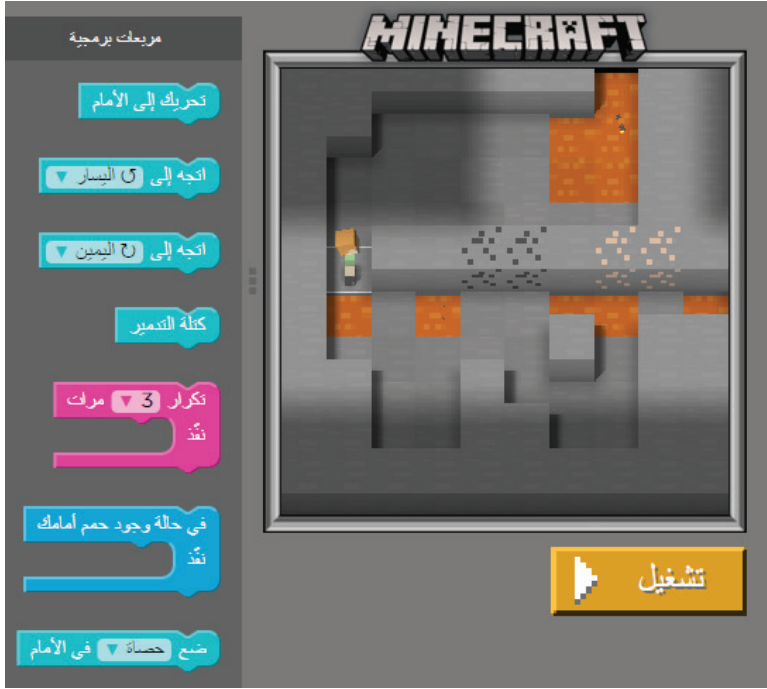 مربعات برمجية
MINECRAFT
تحريك إلى الأمام
اتجه إلى ↺ اليسار ▼
اتجه إلى ↻ اليمين ▼
كتلة التدمير
تكرار 3 ▼ مرات
نفّذ
في حالة وجود حمم أمامك
نفّذ
ضع حصاة ▼ في الأمام
تشغيل